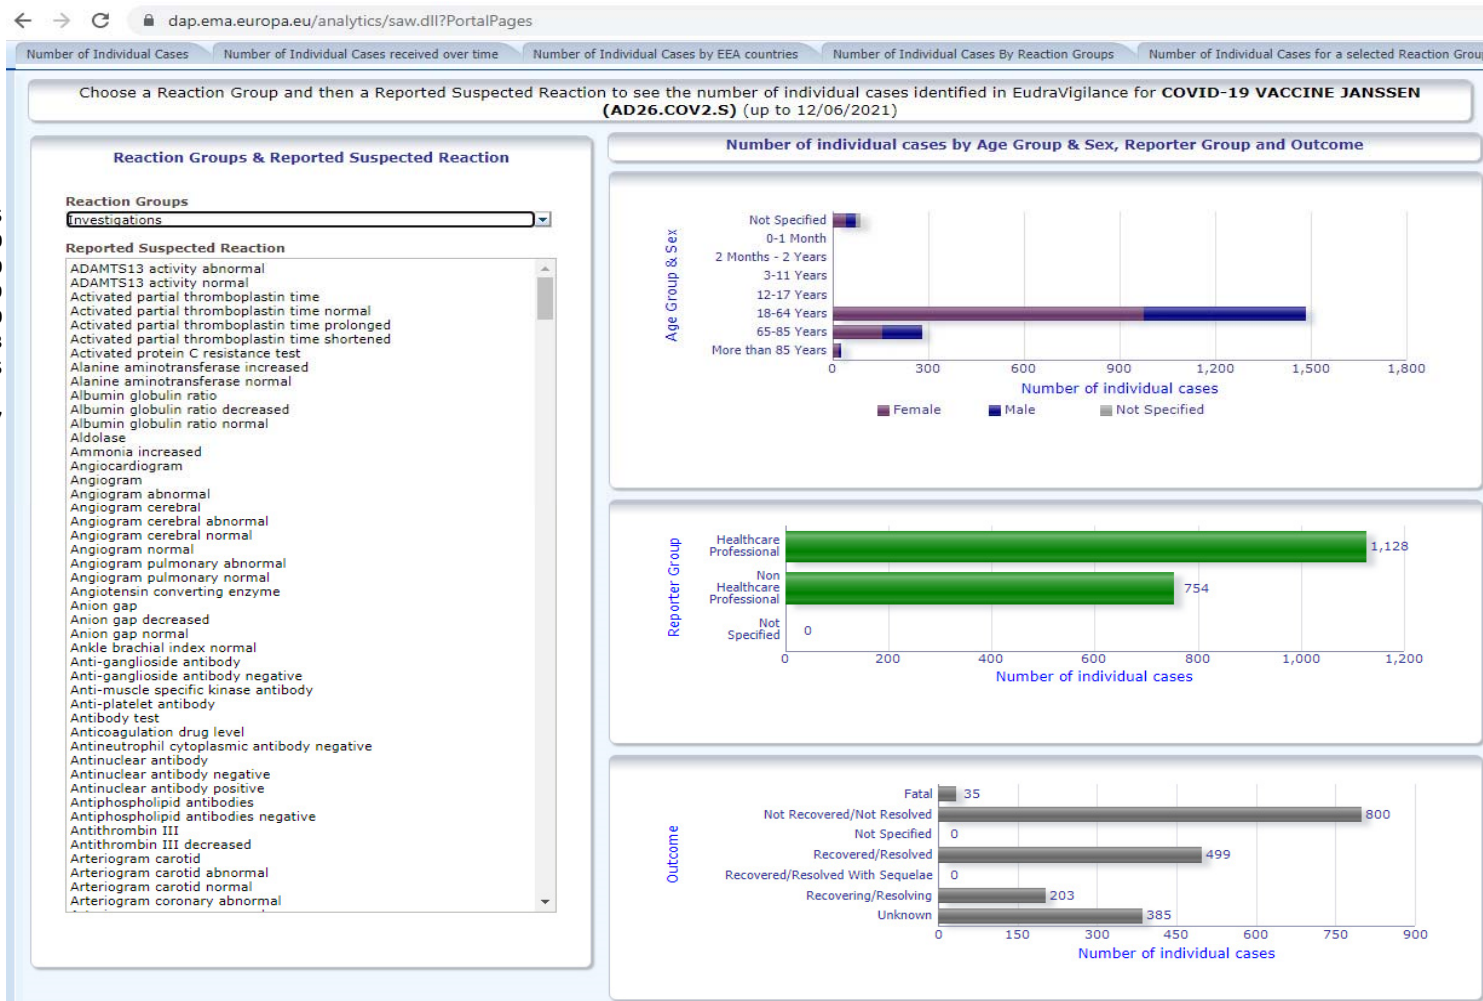 dap.ema.europa.eu/analytics/saw.dll?PortalPages
Number of Individual Cases
Number of Individual Cases received over time
Number of Individual Cases by EEA countries
Number of Individual Cases By Reaction Groups
Number of Individual Cases for a selected Reaction Grou
Choose a Reaction Group and then a Reported Suspected Reaction to see the number of individual cases identified in EudraVigilance for COVID-19 VACCINE JANSSEN
(AD26.COV2.S) (up to 12/06/2021)
Reaction Groups & Reported Suspected Reaction
Reaction Groups
Investigations
Reported Suspected Reaction
ADAMTS13 activity abnormal
ADAMTS13 activity normal
Activated partial thromboplastin time
Activated partial thromboplastin time normal
Activated partial thromboplastin time prolonged
Activated partial thromboplastin time shortened
Activated protein C resistance test
Alanine aminotransferase increased
Alanine aminotransferase normal
Albumin globulin ratio
Albumin globulin ratio decreased
Albumin globulin ratio normal
Aldolase
Ammonia increased
Angiocardiogram
Angiogram
Angiogram abnormal
Angiogram cerebral
Angiogram cerebral abnormal
Angiogram cerebral normal
Angiogram normal
Angiogram pulmonary abnormal
Angiogram pulmonary normal
Angiotensin converting enzyme
Anion gap
Anion gap decreased
Anion gap normal
Ankle brachial index normal
Anti-ganglioside antibody
Anti-ganglioside antibody negative
Anti-muscle specific kinase antibody
Anti-platelet antibody
Antibody test
Anticoagulation drug level
Antineutrophil cytoplasmic antibody negative
Antinuclear antibody
Antinuclear antibody negative
Antinuclear antibody positive
Antiphospholipid antibodies
Antiphospholipid antibodies negative
Antithrombin III
Antithrombin III decreased
Arteriogram carotid
Arteriogram carotid abnormal
Arteriogram carotid normal
Arteriogram coronary abnormal
Number of individual cases by Age Group & Sex, Reporter Group and Outcome
Age Group & Sex
Not Specified
0-1 Month
2 Months - 2 Years
3-11 Years
12-17 Years
18-64 Years
65-85 Years
More than 85 Years
0 300 600 900 1,200 1,500 1,800
Number of individual cases
Female Male Not Specified
Reporter Group
Healthcare
Professional
1,128
Non
Healthcare
Professional
754
Not
Specified
0
0 200 400 600 800 1,000 1,200
Number of individual cases
Outcome
Fatal 35
Not Recovered/Not Resolved 800
Not Specified 0
Recovered/Resolved 499
Recovered/Resolved With Sequelae 0
Recovering/Resolving 203
Unknown 385
0 150 300 450 600 750 900
Number of individual cases